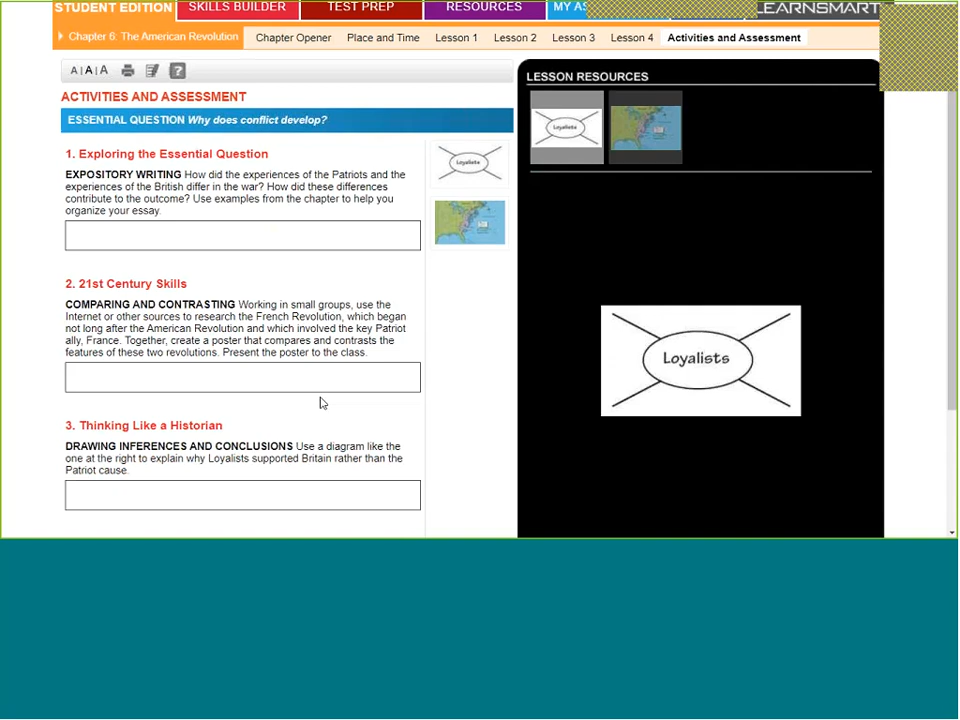 STUDENT EDITION SKILLS BUILDER TEST PREP RESOURCES MY AS LEARNSMART
Chapter 6: The American Revolution Chapter Opener Place and Time Lesson 1 Lesson 2 Lesson 3 Lesson 4 Activities and Assessment
A | A | A ?
ACTIVITIES AND ASSESSMENT
ESSENTIAL QUESTION Why does conflict develop?
1. Exploring the Essential Question
EXPOSITORY WRITING How did the experiences of the Patriots and the
experiences of the British differ in the war? How did these differences
contribute to the outcome? Use examples from the chapter to help you
organize your essay.
2. 21st Century Skills
COMPARING AND CONTRASTING Working in small groups, use the
Internet or other sources to research the French Revolution, which began
not long after the American Revolution and which involved the key Patriot
ally, France. Together, create a poster that compares and contrasts the
features of these two revolutions. Present the poster to the class.
3. Thinking Like a Historian
DRAWING INFERENCES AND CONCLUSIONS Use a diagram like the
one at the right to explain why Loyalists supported Britain rather than the
Patriot cause.
Loyalists
LESSON RESOURCES
Loyalists
Loyalists